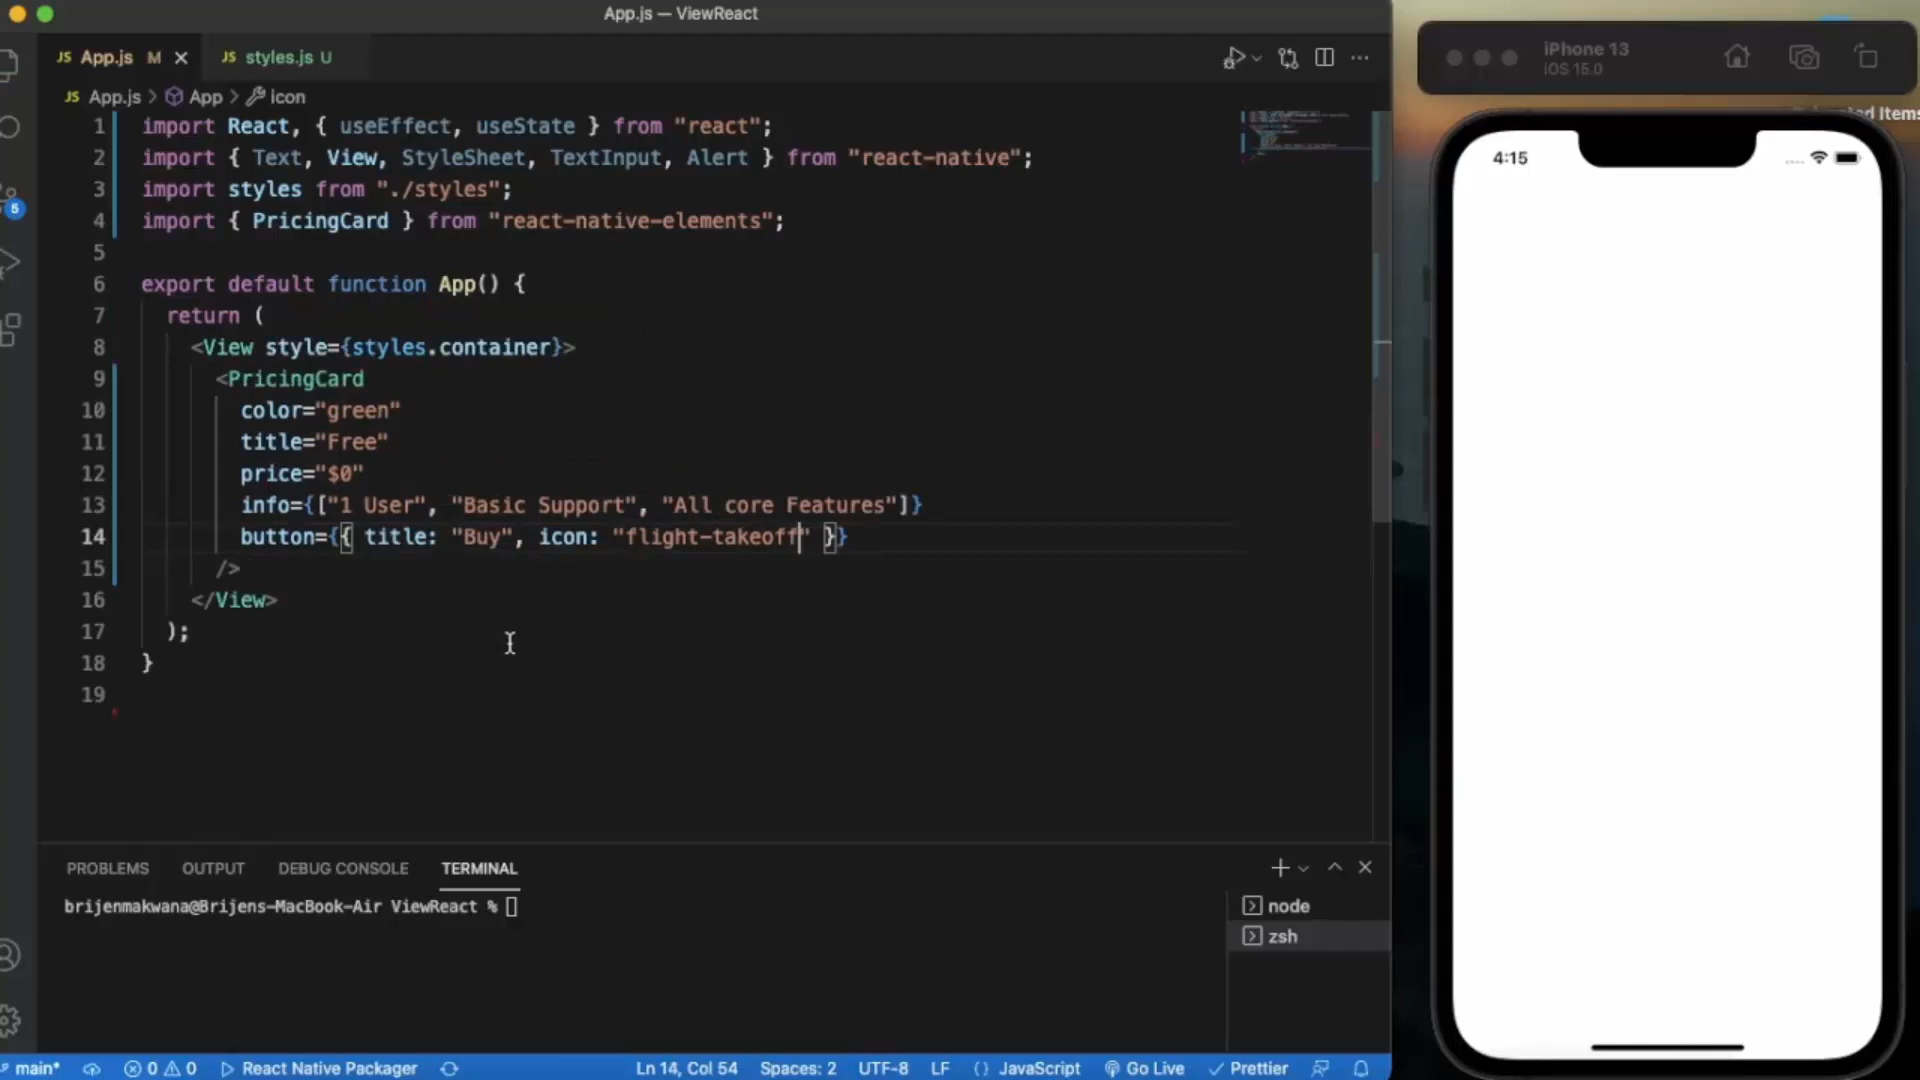 App.js — ViewReact
JS App.js M
JS styles.js U
JS App.js > App > icon
1 import React, { useEffect, useState } from "react";
2 import { Text, View, StyleSheet, TextInput, Alert } from "react-native";
3 import styles from "./styles";
4 import { PricingCard } from "react-native-elements";
5
6 export default function App() {
7 return (
8 <View style={styles.container}>
9 <PricingCard
10 color="green"
11 title="Free"
12 price="$0"
13 info={["1 User", "Basic Support", "All core Features"]}
14 button={{ title: "Buy", icon: "flight-takeoff" }}
15 />
16 </View>
17 );
18 }
19
5
PROBLEMS OUTPUT DEBUG CONSOLE TERMINAL
brijenmakwana@Brijens-MacBook-Air ViewReact %
node
zsh
main* 0 0 React Native Packager Ln 14, Col 54 Spaces: 2 UTF-8 LF {} JavaScript Go Live Prettier
iPhone 13
iOS 15.0
Items
4:15